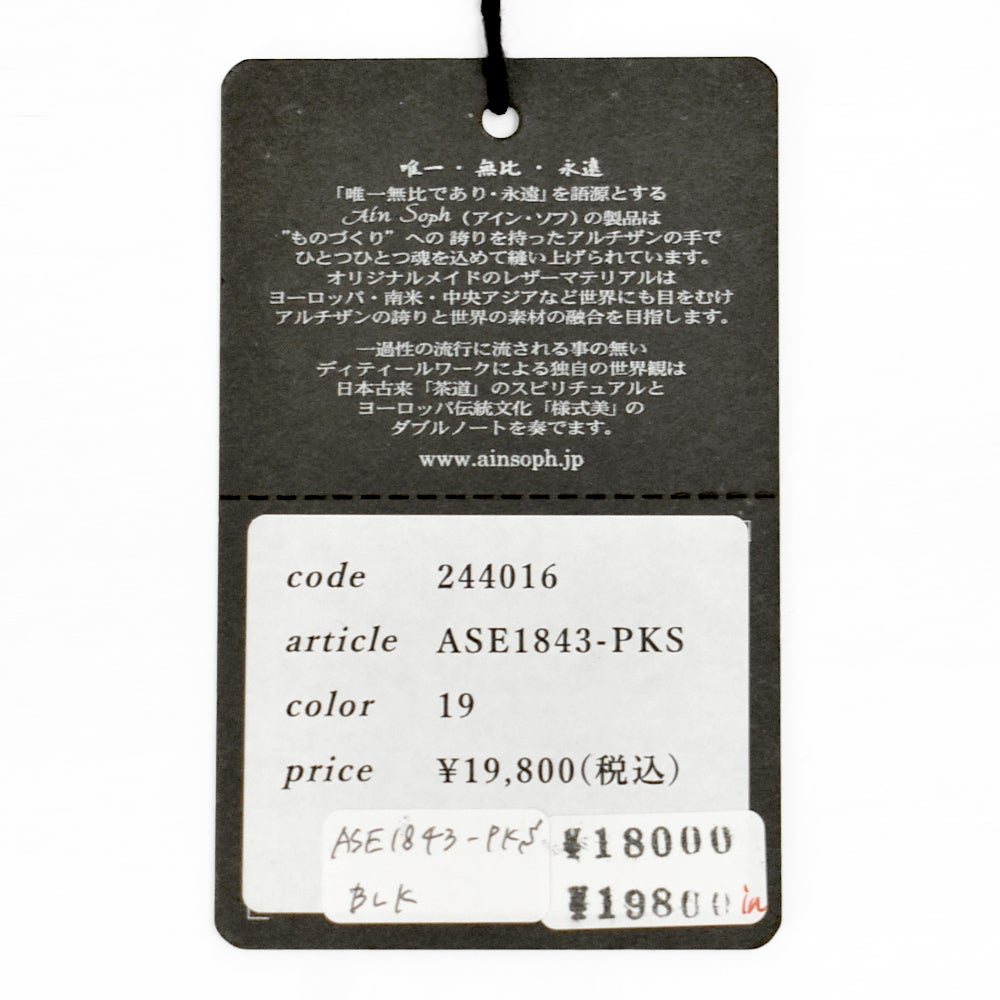 唯一・無比・永遠
「唯一無比であり・永遠」を語源とする
Ain Soph (アイン・ソフ) の製品は
"ものづくり" への 誇りを持ったアルチザンの手で
ひとつひとつ魂を込めて縫い上げられています。
オリジナルメイドのレザーマテリアルは
ヨーロッパ・南米・中央アジアなど世界にも目をむけ
アルチザンの誇りと世界の素材の融合を目指します。
一過性の流行に流される事の無い
ディティールワークによる独自の世界観は
日本古来「茶道」のスピリチュアルと
ヨーロッパ伝統文化「様式美」の
ダブルノートを奏でます。
www.ainsoph.jp
code 244016
article ASE1843-PKS
color 19
price ¥19,800(税込)
ASE1843-PKS
BLK
¥18000
¥19800 in